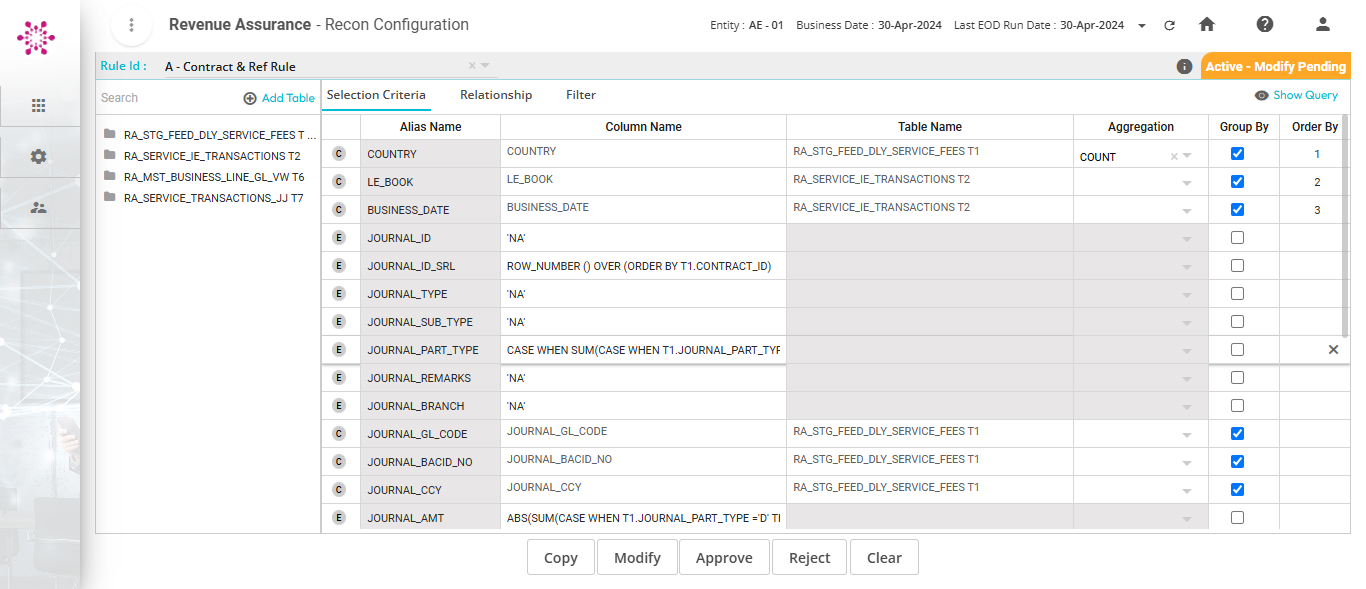 Revenue Assurance - Recon Configuration
Entity : AE - 01 Business Date : 30-Apr-2024 Last EOD Run Date : 30-Apr-2024
Rule Id : A - Contract & Ref Rule
Active - Modify Pending
Search Add Table
Selection Criteria Relationship Filter
Show Query
RA_STG_FEED_DLY_SERVICE_FEES T ...
RA_SERVICE_IE_TRANSACTIONS T2
RA_MST_BUSINESS_LINE_GL_VW T6
RA_SERVICE_TRANSACTIONS_JJ T7
Alias Name Column Name Table Name Aggregation Group By Order By
C COUNTRY COUNTRY RA_STG_FEED_DLY_SERVICE_FEES T1 COUNT 1
C LE_BOOK LE_BOOK RA_SERVICE_IE_TRANSACTIONS T2 2
C BUSINESS_DATE BUSINESS_DATE RA_SERVICE_IE_TRANSACTIONS T2 3
E JOURNAL_ID 'NA'
E JOURNAL_ID_SRL ROW_NUMBER () OVER (ORDER BY T1.CONTRACT_ID)
E JOURNAL_TYPE 'NA'
E JOURNAL_SUB_TYPE 'NA'
E JOURNAL_PART_TYPE CASE WHEN SUM(CASE WHEN T1.JOURNAL_PART_TYP
E JOURNAL_REMARKS 'NA'
E JOURNAL_BRANCH 'NA'
C JOURNAL_GL_CODE JOURNAL_GL_CODE RA_STG_FEED_DLY_SERVICE_FEES T1
C JOURNAL_BACID_NO JOURNAL_BACID_NO RA_STG_FEED_DLY_SERVICE_FEES T1
C JOURNAL_CCY JOURNAL_CCY RA_STG_FEED_DLY_SERVICE_FEES T1
E JOURNAL_AMT ABS(SUM(CASE WHEN T1.JOURNAL_PART_TYPE ='D' TH
Copy Modify Approve Reject Clear